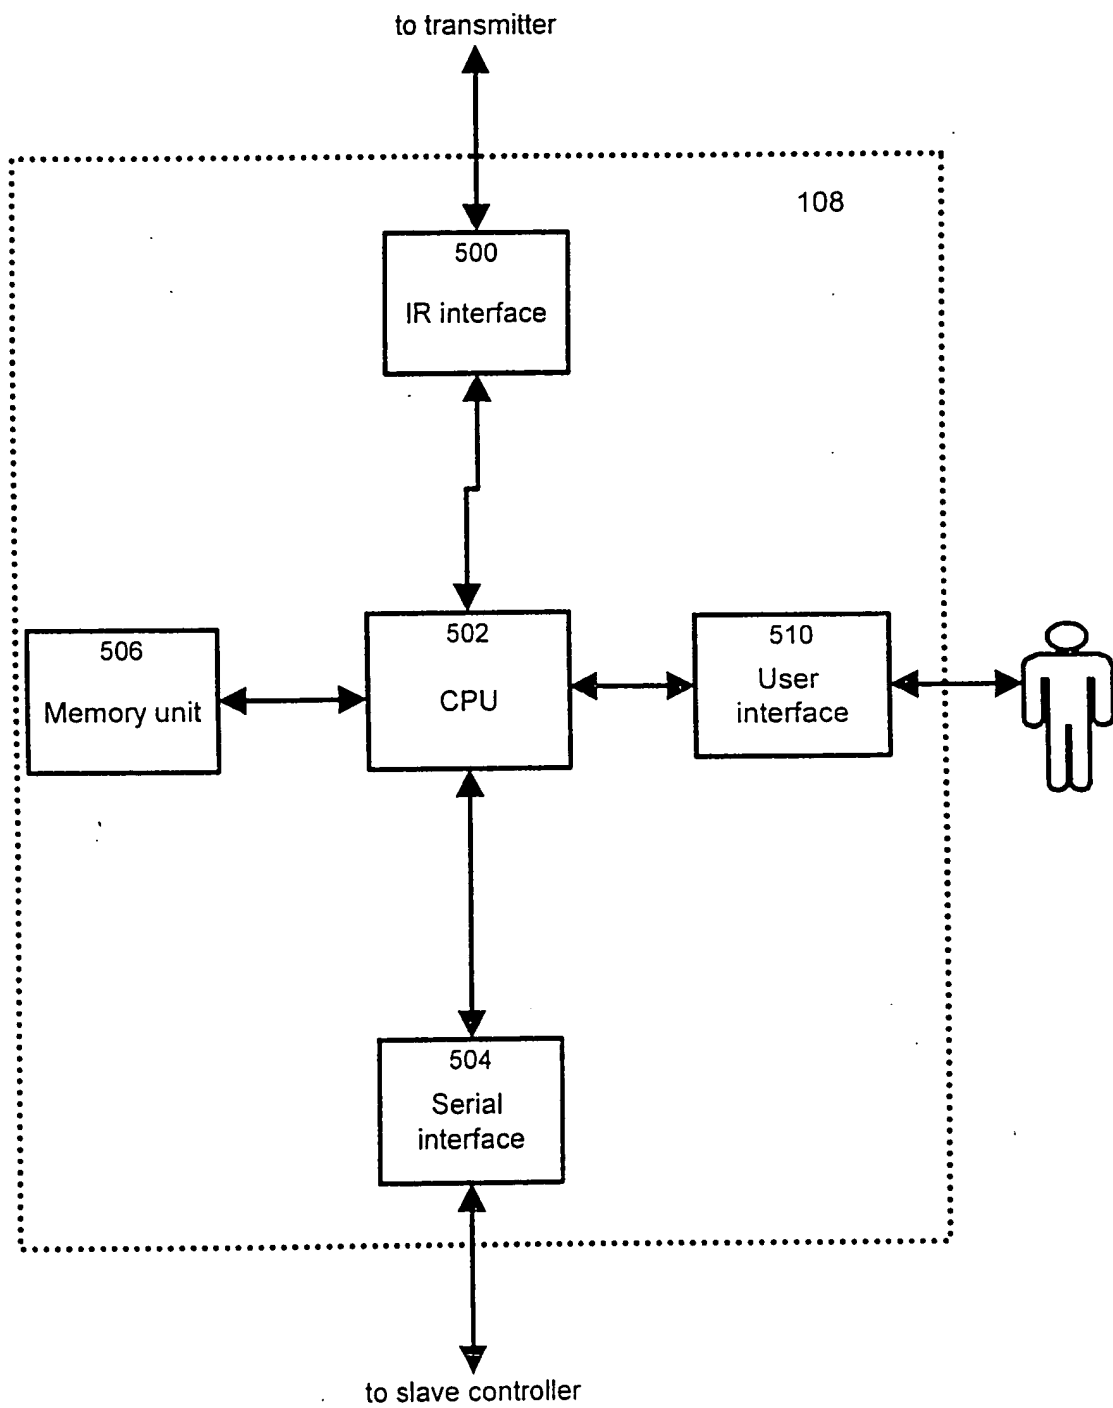 to transmitter
108
500
IR interface
506
Memory unit
502
CPU
510
User
interface
504
Serial
interface
to slave controller